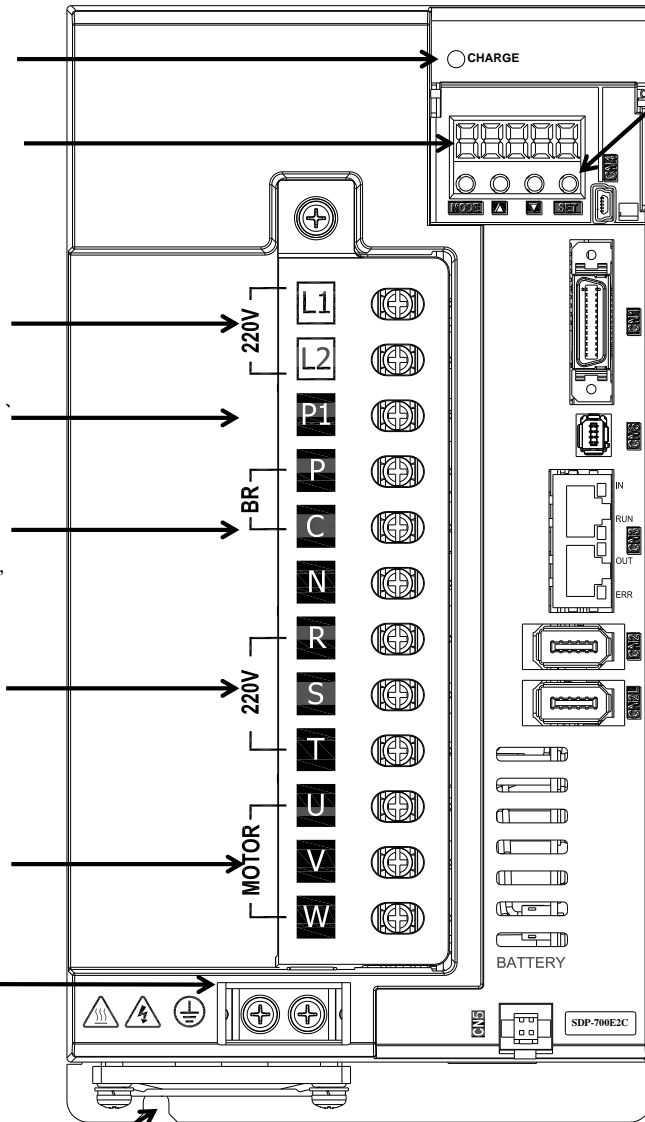 CHARGE
CN4
MODE
SET
L1
220V
L2
CN1
P1
CN6
P
BR
C
IN
RUN
CN3
OUT
ERR
N
R
CN2
220V
S
CN2L
T
U
MOTOR
V
W
BATTERY
CN5
SDP-700E2C